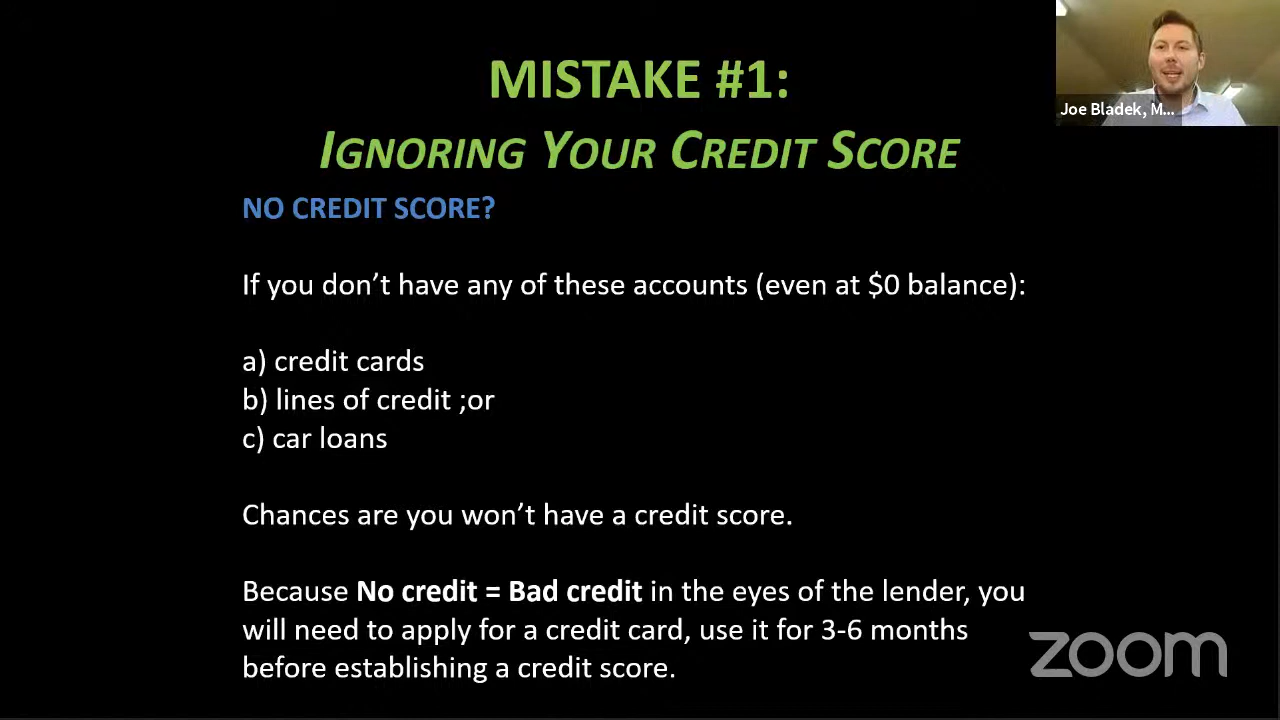 MISTAKE #1:
IGNORING YOUR CREDIT SCORE
Joe Bladek, M...
NO CREDIT SCORE?
If you don’t have any of these accounts (even at $0 balance):
a) credit cards
b) lines of credit ;or
c) car loans
Chances are you won’t have a credit score.
Because No credit = Bad credit in the eyes of the lender, you
will need to apply for a credit card, use it for 3-6 months
before establishing a credit score.
zoom